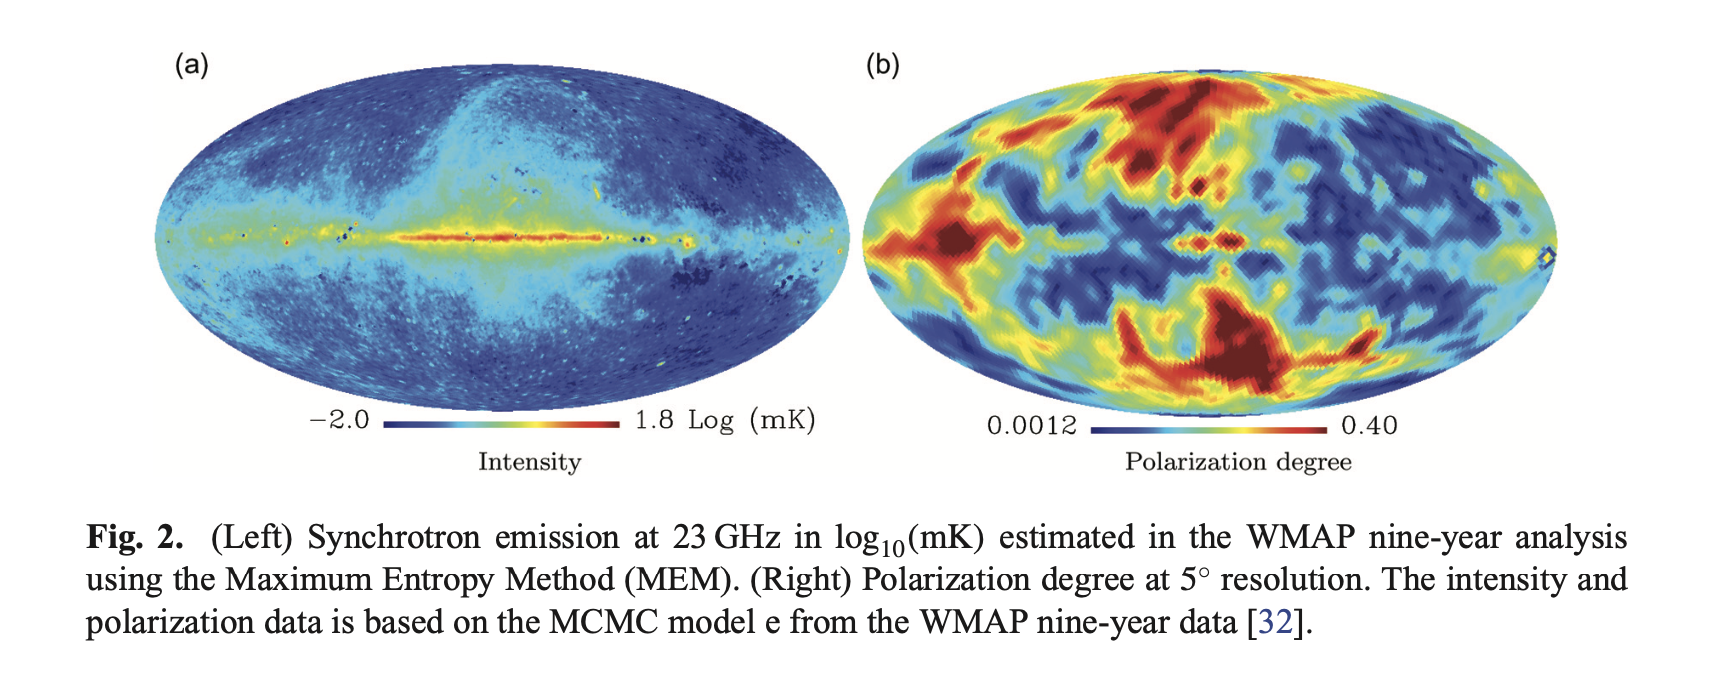 (a)
(b)
−2.0 1.8 Log (mK)
0.0012 0.40
Intensity
Polarization degree
Fig. 2. (Left) Synchrotron emission at 23 GHz in log10(mK) estimated in the WMAP nine-year analysis
using the Maximum Entropy Method (MEM). (Right) Polarization degree at 5° resolution. The intensity and
polarization data is based on the MCMC model e from the WMAP nine-year data [32].